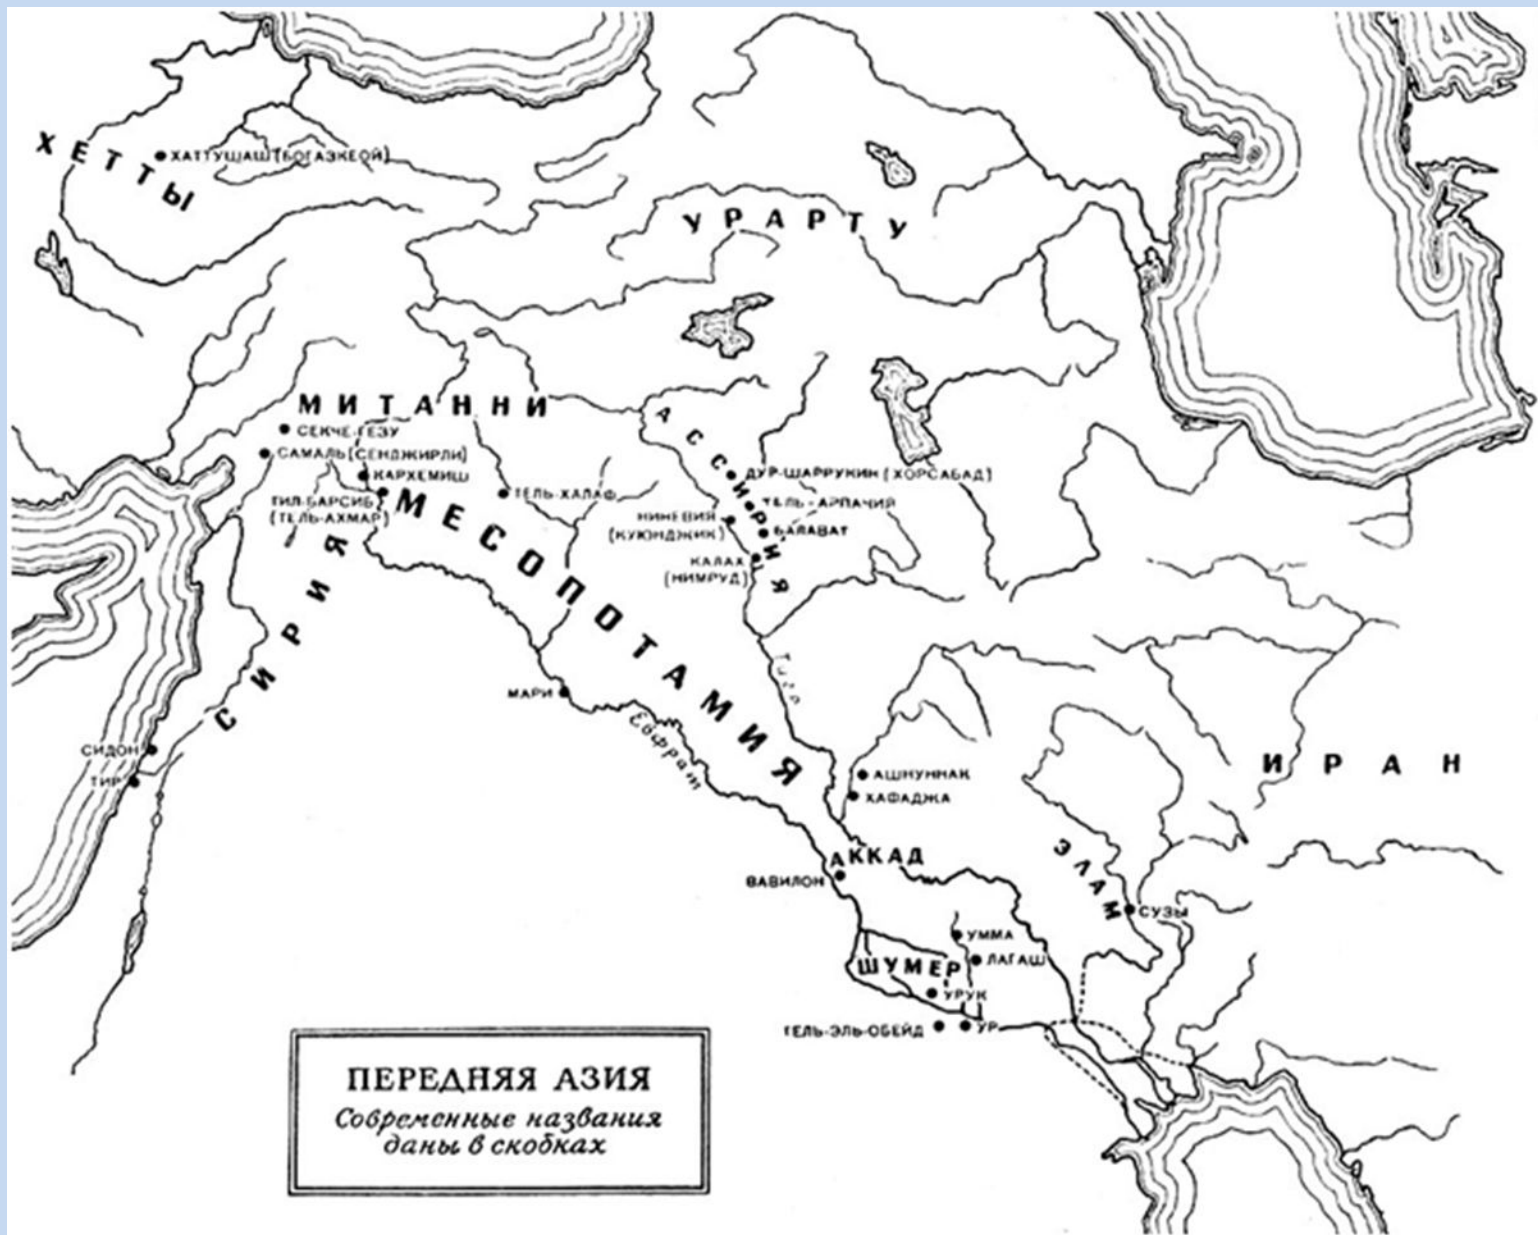 ХЕТТЫ
ХАТТУШАШ (БОГАЗКЕОЙ)
УРАРТУ
МИТАННИ
СЕКЧЕ-ГЕЗУ
САМАЛЬ (СЕНДЖИРЛИ)
КАРХЕМИШ
ТИЛ-БАРСИБ
(ТЕЛЬ-АХМАР)
ТЕЛЬ-ХАЛАФ
АССИРИЯ
ДУР-ШАРРУКИН (ХОРСАБАД)
ТЕЛЬ-АРПАЧИЯ
НИНЕВИЯ
(КУЮНДЖИК)
БАЛАВАТ
КАЛАХ
(НИМРУД)
МЕСОПОТАМИЯ
СИРИЯ
Тигр
МАРИ
Евфрат
СИДОН
ТИР
ИРАН
АШНУННАК
ХАФАДЖА
АККАД
ВАВИЛОН
ЭЛАМ
СУЗЫ
УММА
ЛАГАШ
ШУМЕР
УРУК
ТЕЛЬ-ЭЛЬ-ОБЕЙД
УР
ПЕРЕДНЯЯ АЗИЯ
Современные названия
даны в скобках